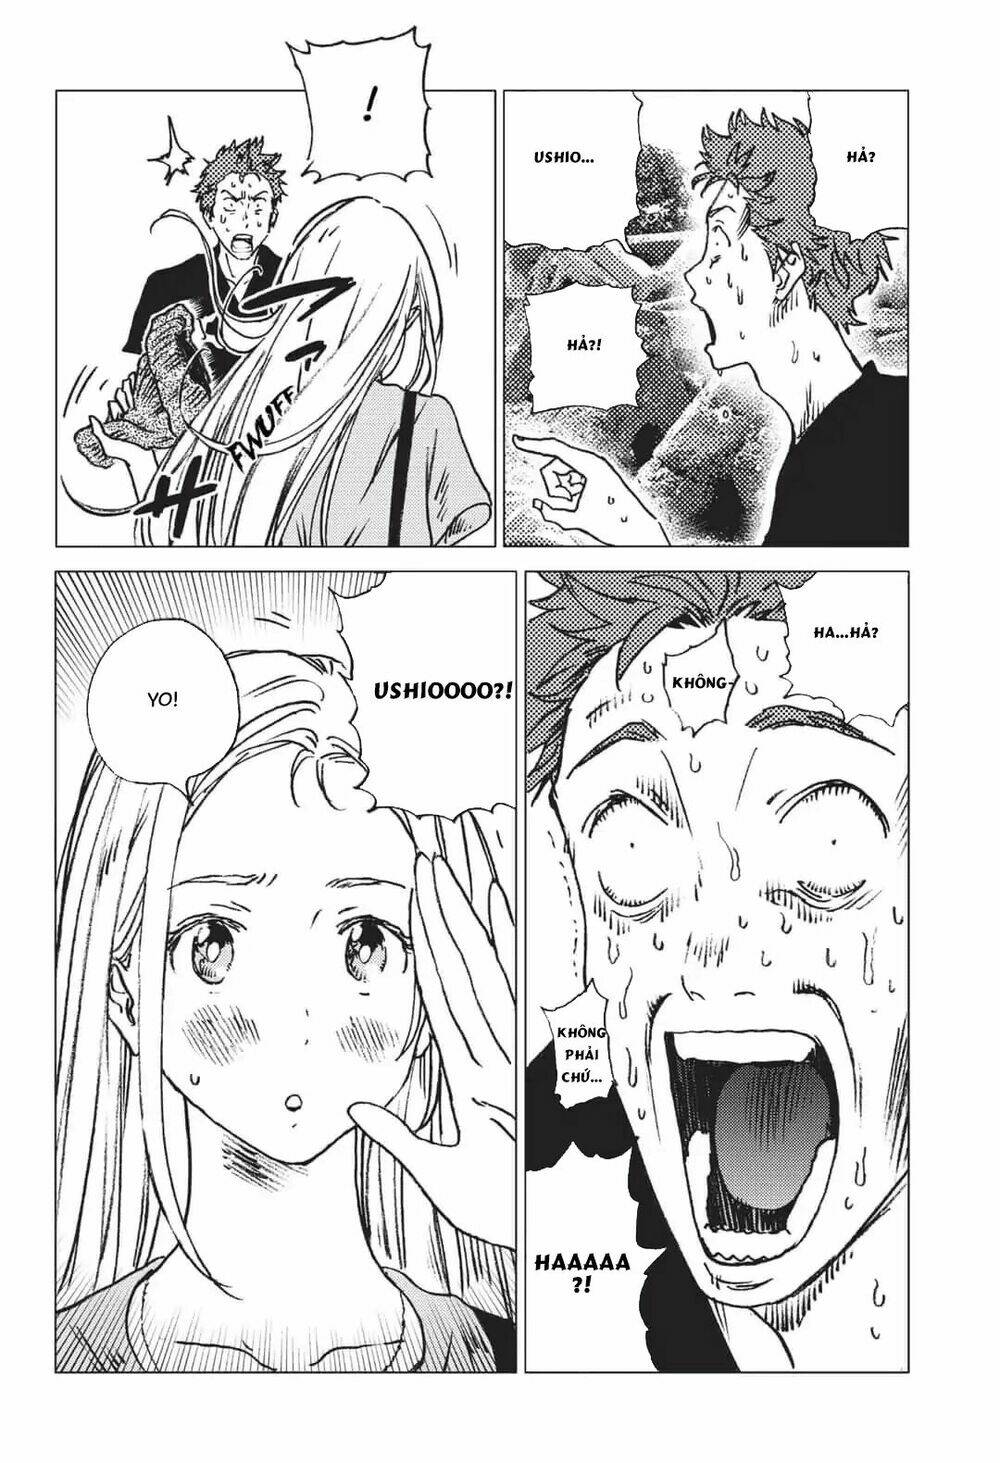 HẢ?
USHIO...
HẢ?!
!
FWUFF
HA...HẢ?
KHÔNG-
KHÔNG
PHẢI
CHỨ...
HAAAAA
?!
USHIOOOO?!
YO!